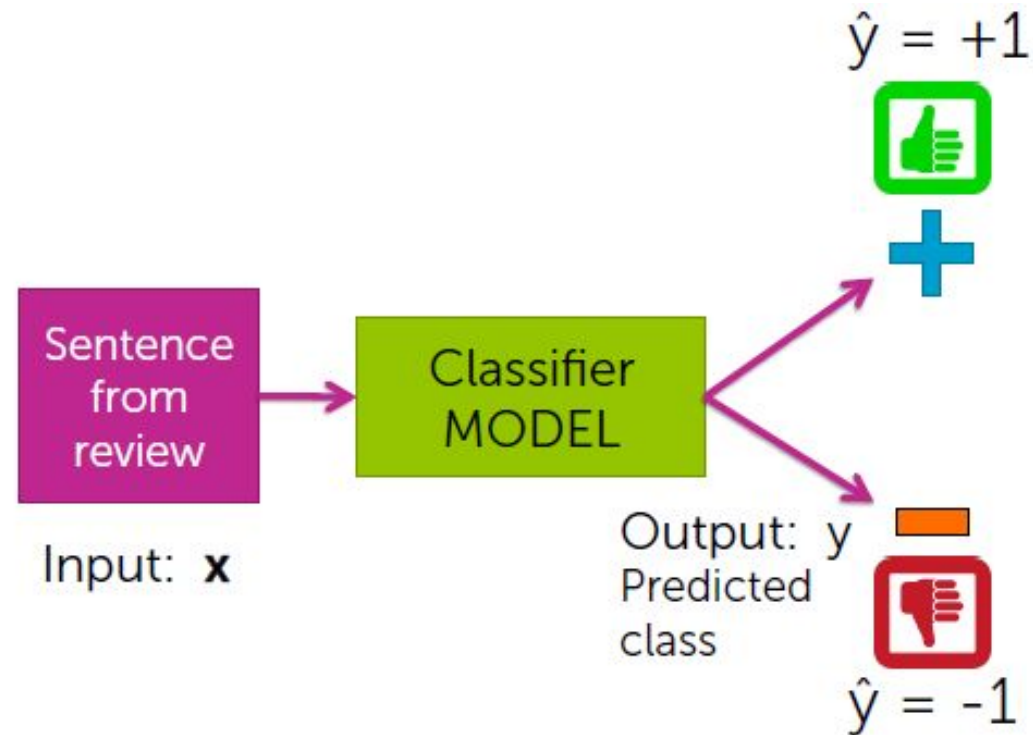 ŷ = +1
Sentence
from
review
Classifier
MODEL
Input: x
Output: y
Predicted
class
ŷ = -1